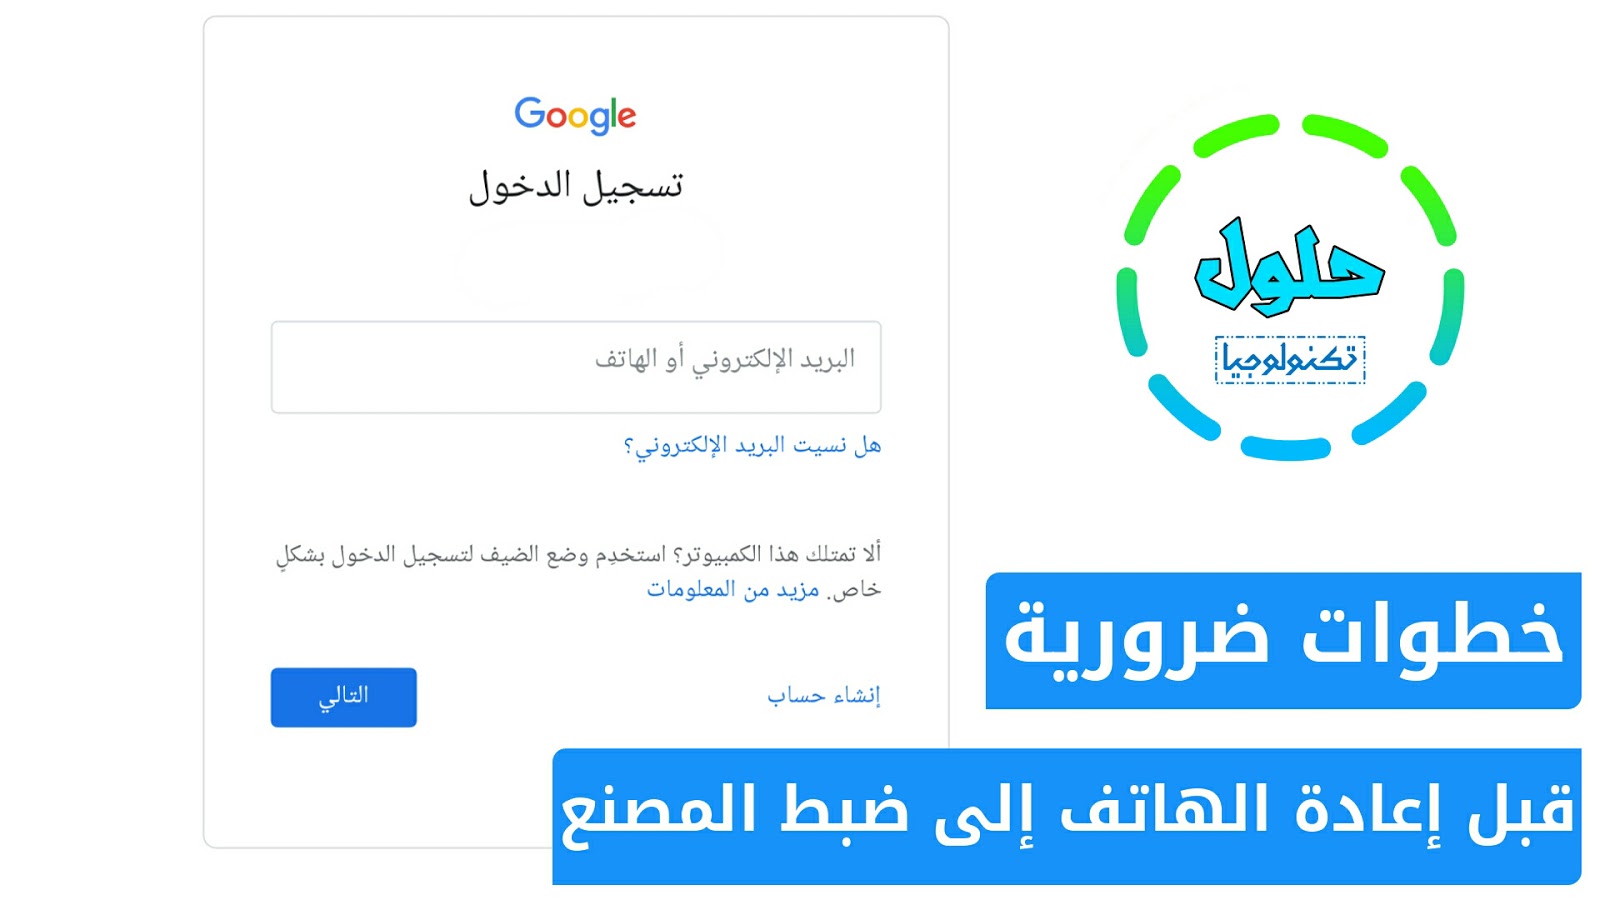 Google
تسجيل الدخول
البريد الإلكتروني أو الهاتف
هل نسيت البريد الإلكتروني؟
ألا تمتلك هذا الكمبيوتر؟ استخدِم وضع الضيف لتسجيل الدخول بشكلٍ
خاص. مزيد من المعلومات
إنشاء حساب
التالي
حلول
تكنولوجيا
خطوات ضرورية
قبل إعادة الهاتف إلى ضبط المصنع